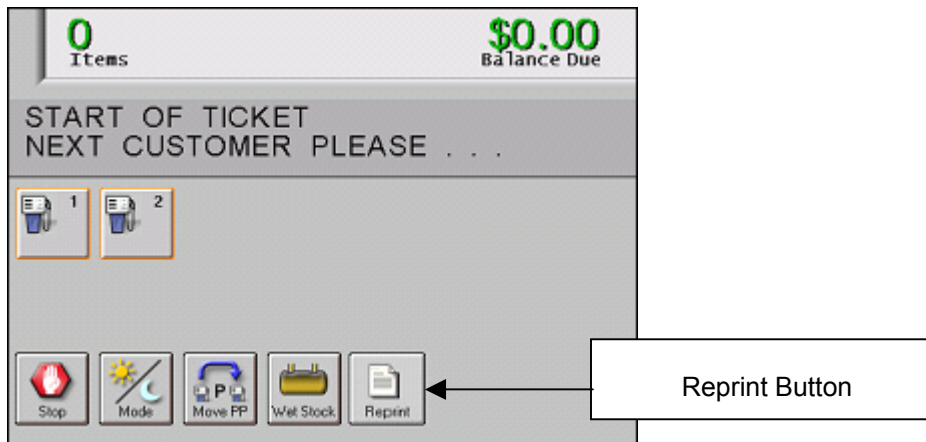 0
Items
$0.00
Balance Due
START OF TICKET
NEXT CUSTOMER PLEASE . . .
1
2
Stop
Mode
P
Move PP
Wet Stock
Reprint
Reprint Button